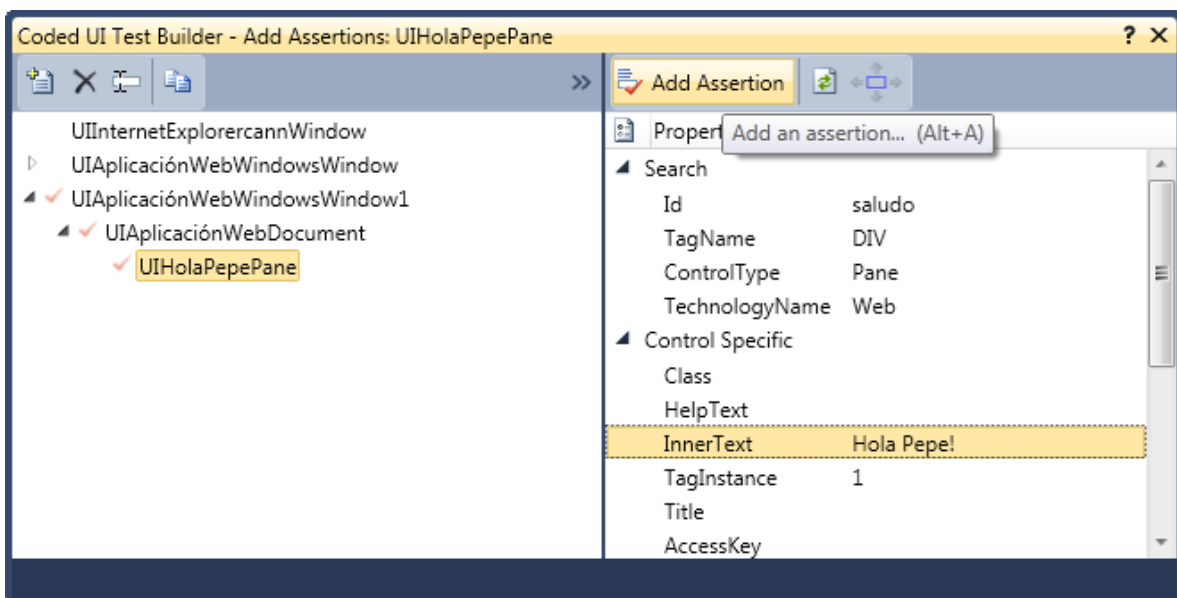 Coded UI Test Builder - Add Assertions: UIHolaPepePane
? X
»
Add Assertion
UIInternetExplorercannWindow
UIAplicaciónWebWindowsWindow
UIAplicaciónWebWindowsWindow1
UIAplicaciónWebDocument
UIHolaPepePane
Propert
Add an assertion... (Alt+A)
Search
Id saludo
TagName DIV
ControlType Pane
TechnologyName Web
Control Specific
Class
HelpText
InnerText Hola Pepe!
TagInstance 1
Title
AccessKey